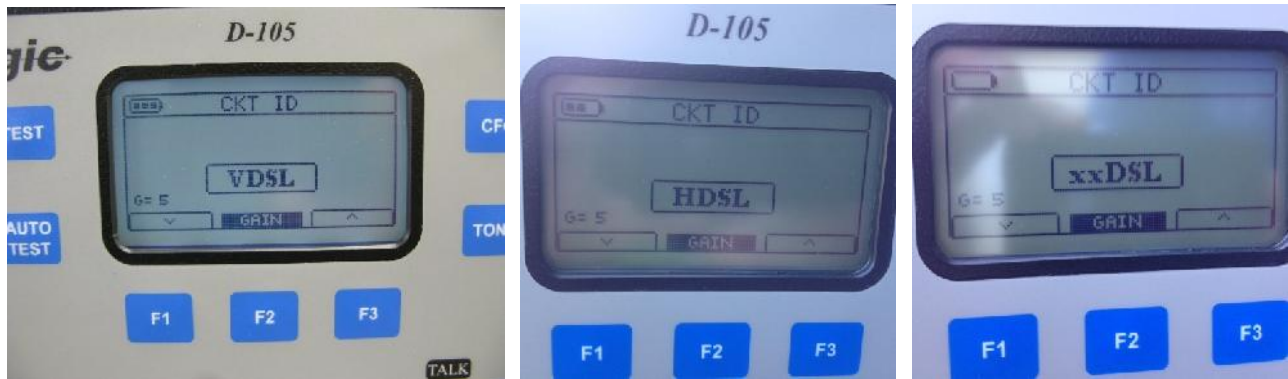 D-105
gic
CKT ID
VDSL
G= 5
GAIN
TEST
AUTO
TEST
CF
TON
F1
F2
F3
TALK
D-105
CKT ID
HDSL
G= 5
GAIN
F1
F2
F3
CKT ID
xxDSL
G= 5
GAIN
F1
F2
F3